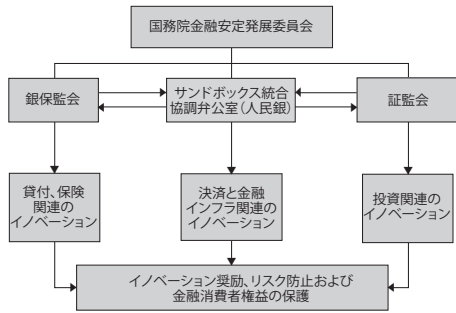 国務院金融安定発展委員会
銀保監会
サンドボックス統合
協調弁公室（人民銀）
証監会
貸付、保険
関連の
イノベーション
決済と金融
インフラ関連の
イノベーション
投資関連の
イノベーション
イノベーション奨励、リスク防止および
金融消費者権益の保護